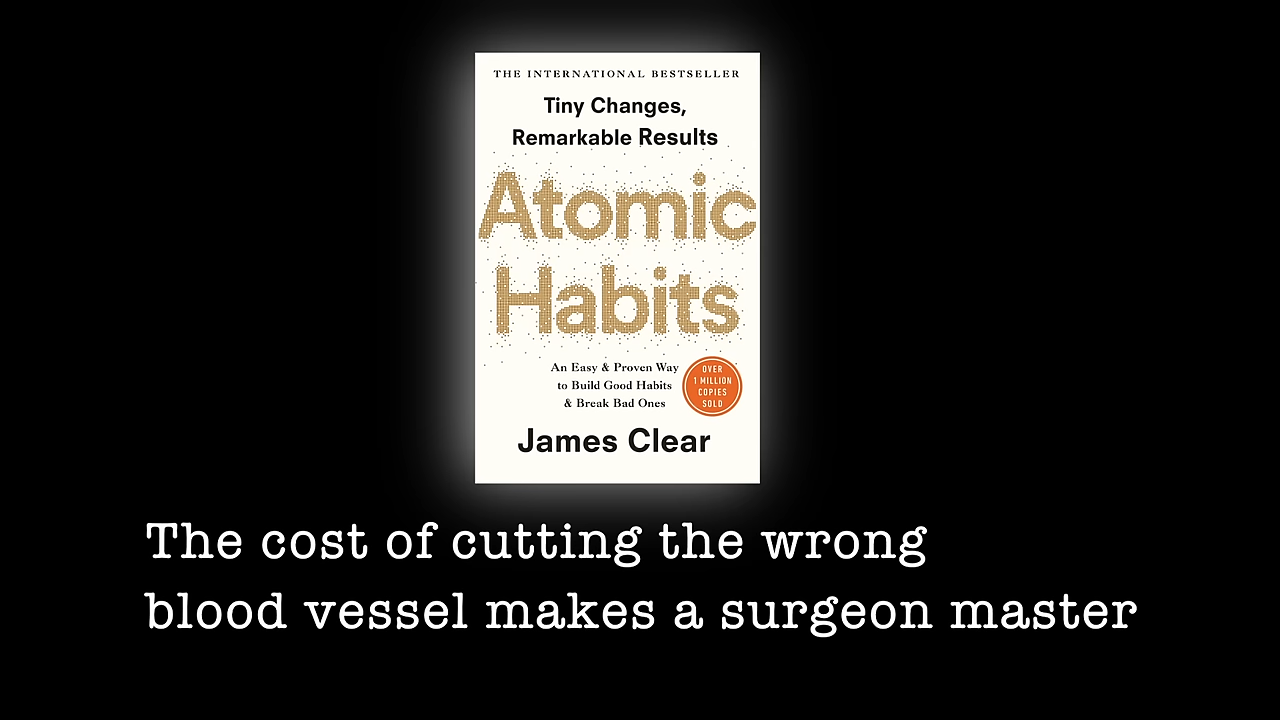 THE INTERNATIONAL BESTSELLER
Tiny Changes,
Remarkable Results
Atomic
Habits
An Easy & Proven Way
to Build Good Habits
& Break Bad Ones
OVER
1 MILLION
COPIES
SOLD
James Clear
The cost of cutting the wrong
blood vessel makes a surgeon master